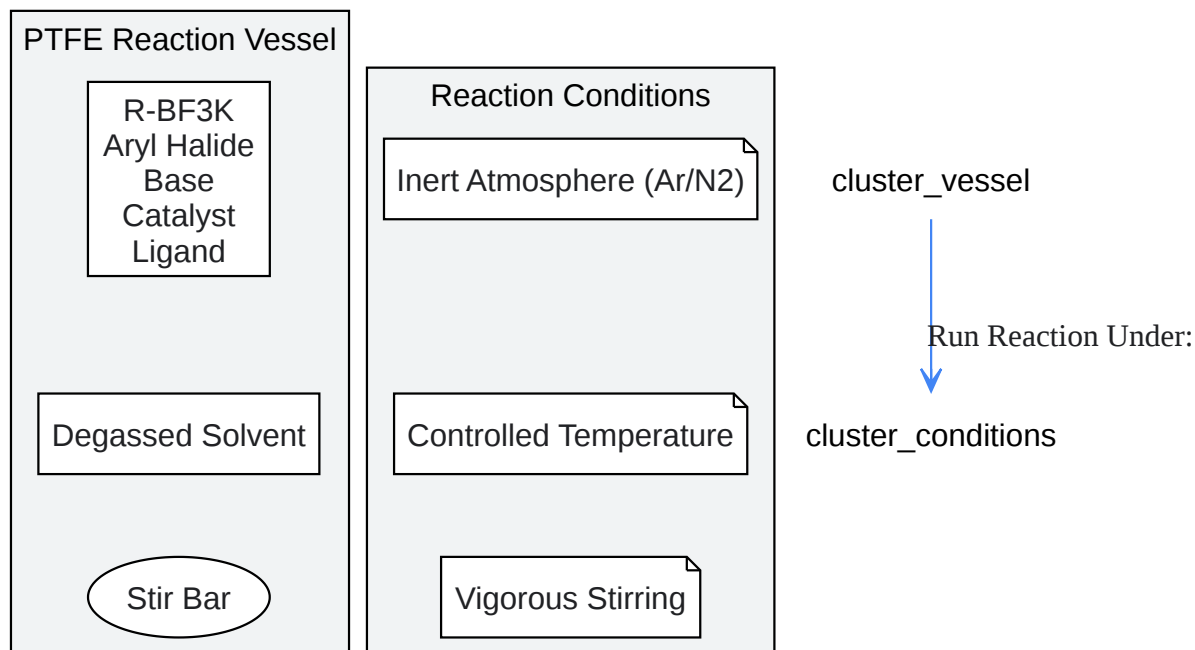 PTFE Reaction Vessel
R-BF3K
Aryl Halide
Base
Catalyst
Ligand
Degassed Solvent
Stir Bar
Reaction Conditions
Inert Atmosphere (Ar/N2)
Controlled Temperature
Vigorous Stirring
cluster_vessel
Run Reaction Under:
cluster_conditions